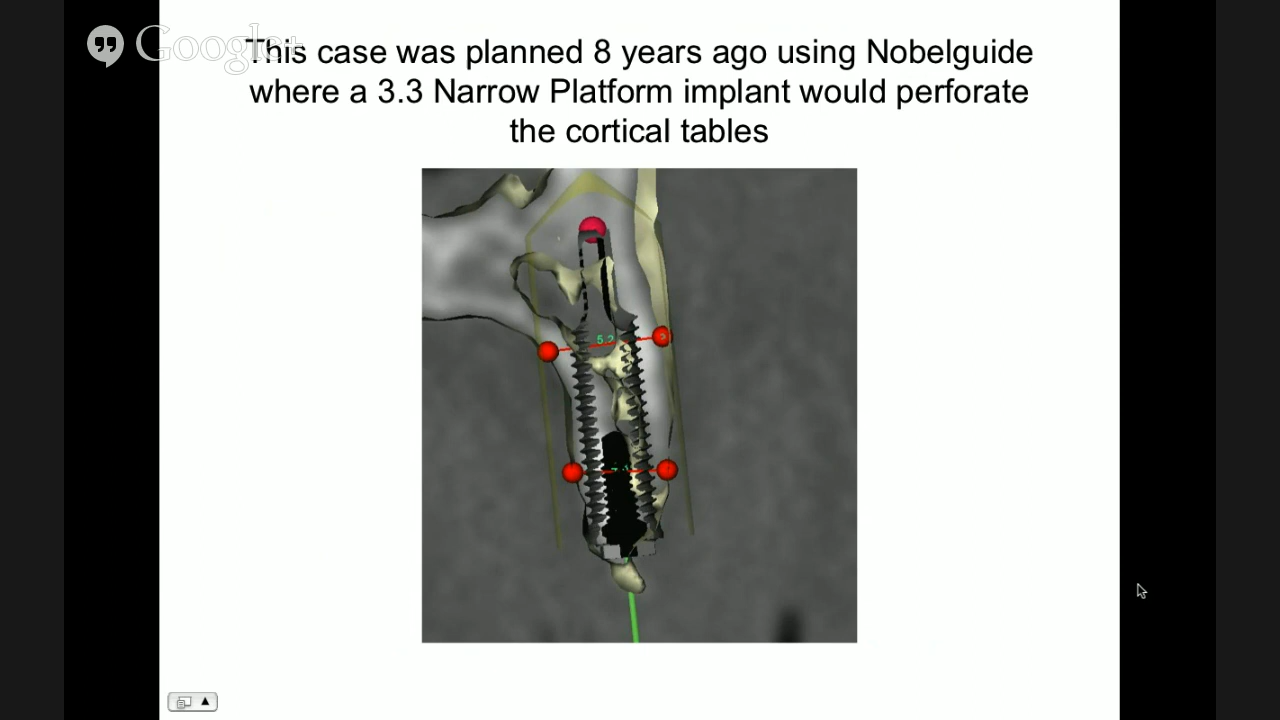 Google+
This case was planned 8 years ago using Nobelguide
where a 3.3 Narrow Platform implant would perforate
the cortical tables